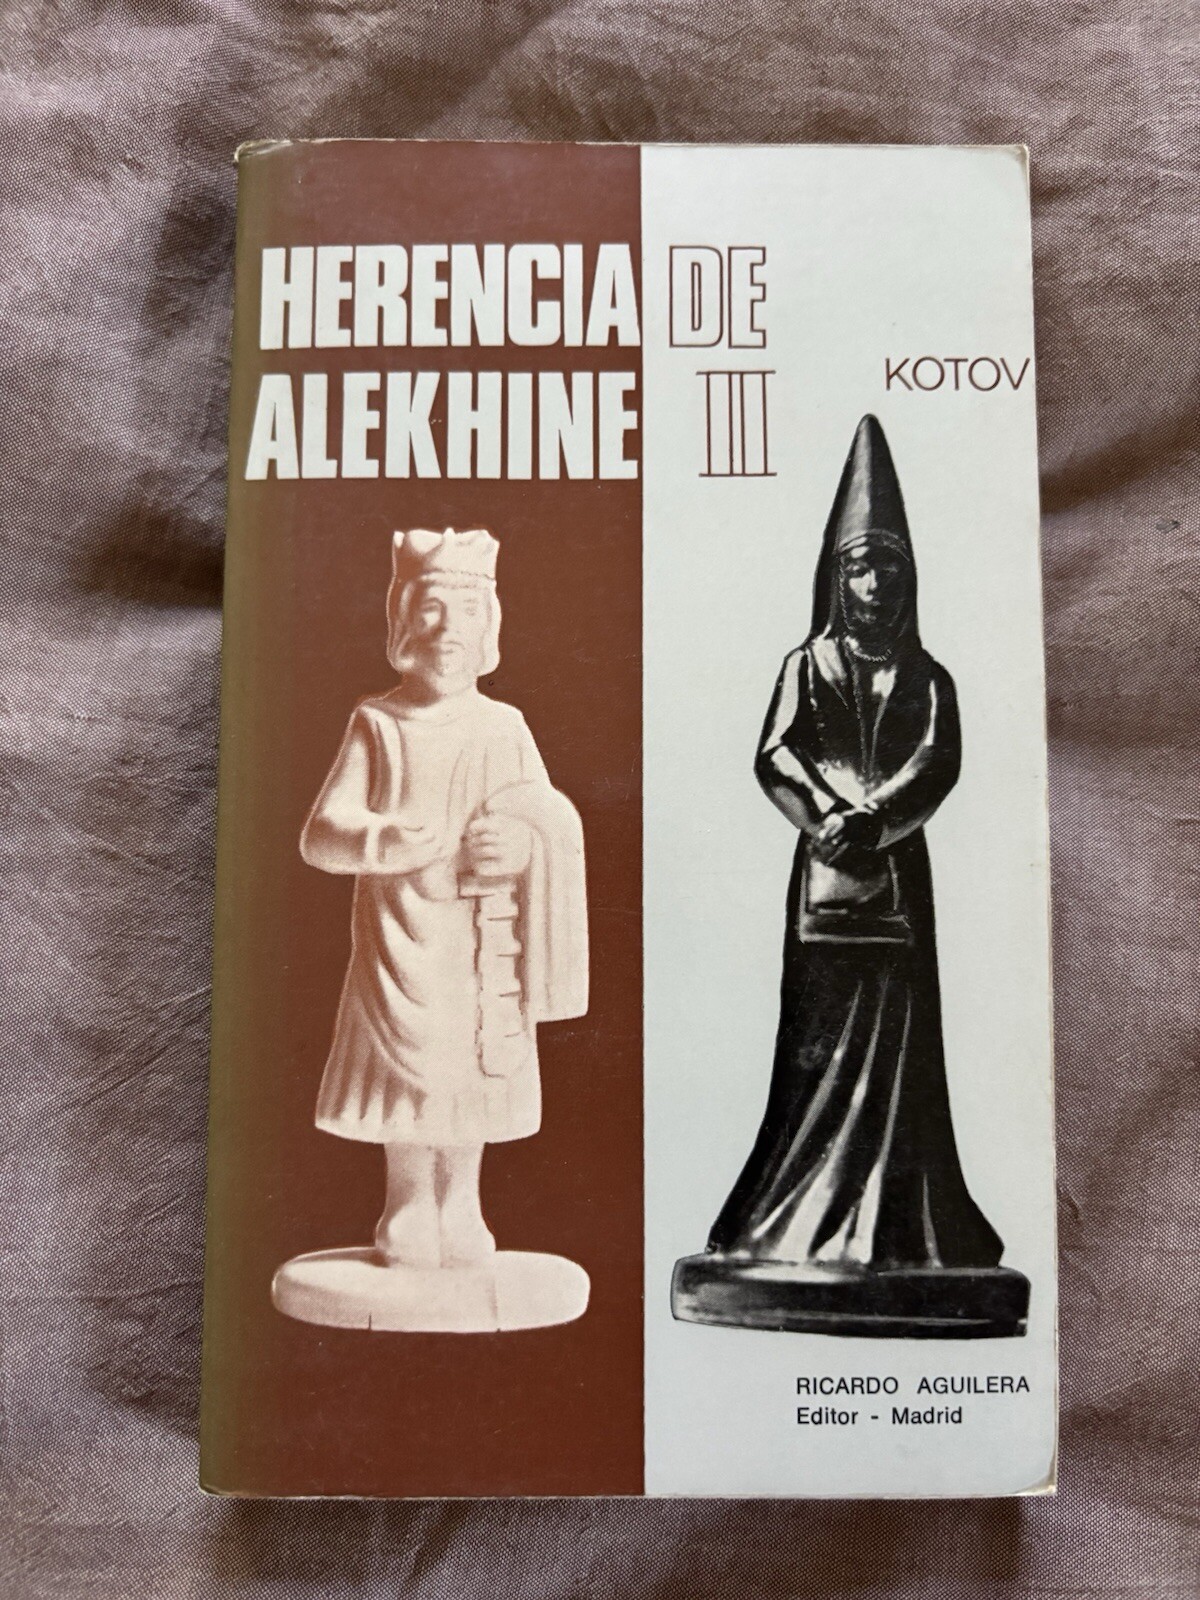 HERENCIA DE
ALEKHINE III
KOTOV
RICARDO AGUILERA
Editor - Madrid